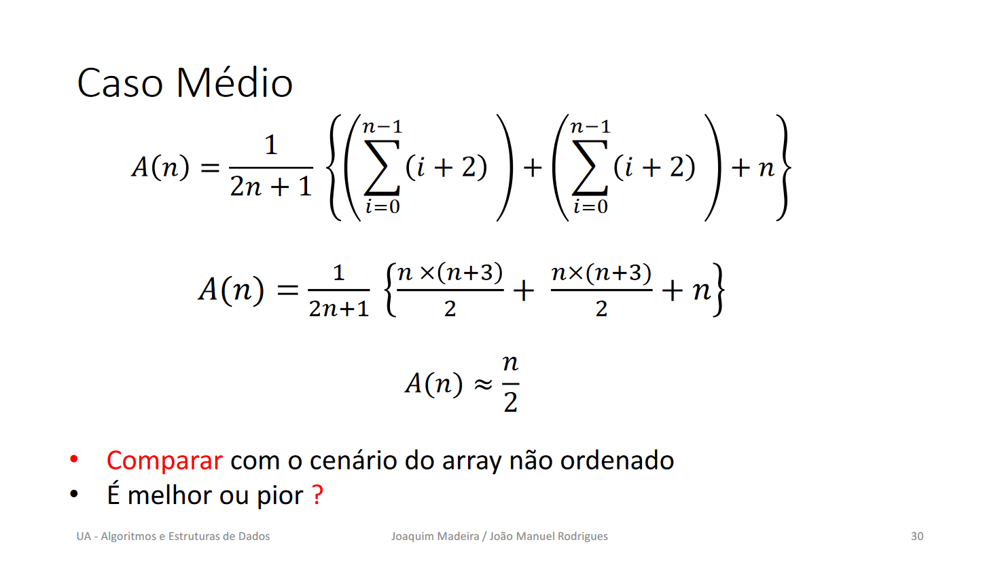 Caso Médio
A(n) = \frac{1}{2n + 1} \left\{ \left( \sum_{i=0}^{n-1} (i + 2) \right) + \left( \sum_{i=0}^{n-1} (i + 2) \right) + n \right\}
A(n) = \frac{1}{2n+1} \left\{ \frac{n \times (n+3)}{2} + \frac{n \times (n+3)}{2} + n \right\}
A(n) ≈ \frac{n}{2}
• Comparar com o cenário do array não ordenado
• É melhor ou pior ?
UA - Algoritmos e Estruturas de Dados Joaquim Madeira / João Manuel Rodrigues 30